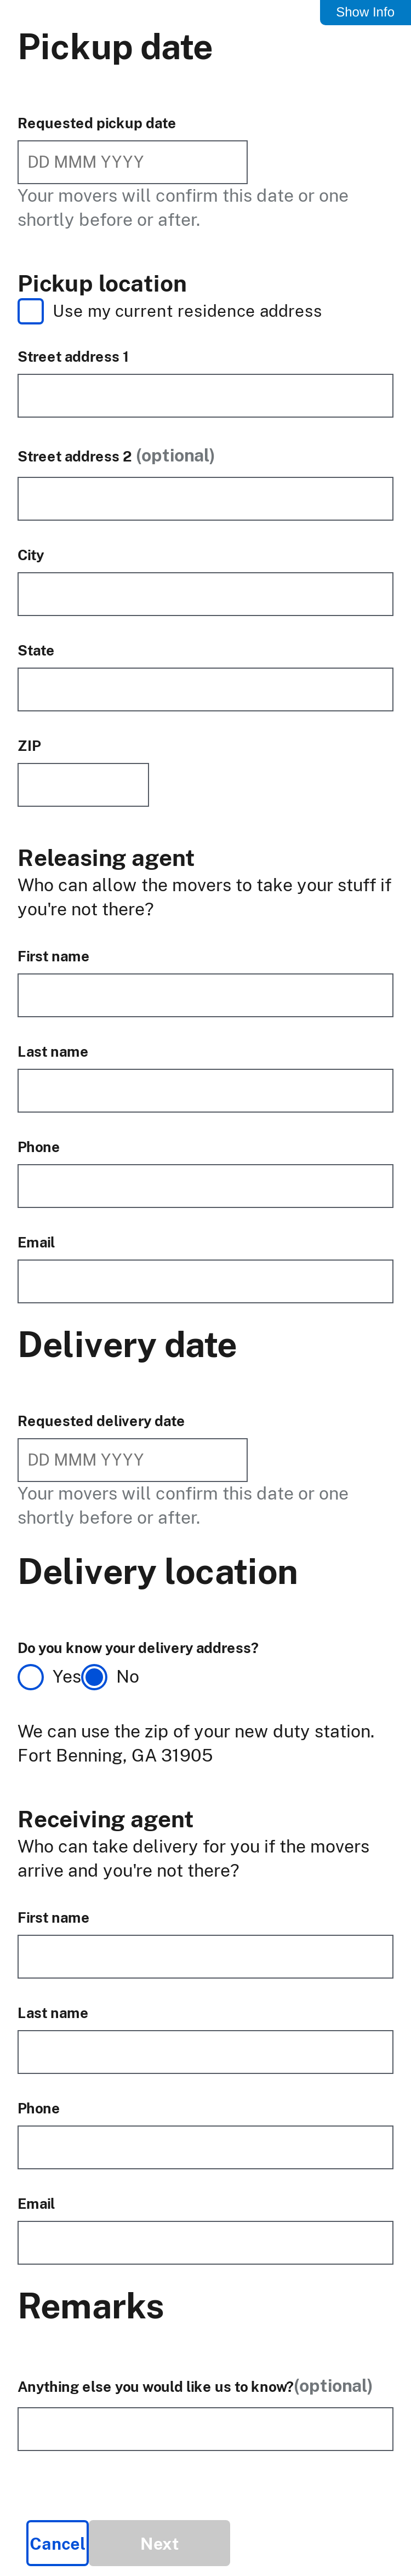 Show Info
Pickup date
Requested pickup date
DD MMM YYYY
Your movers will confirm this date or one
shortly before or after.
Pickup location
Use my current residence address
Street address 1
Street address 2 (optional)
City
State
ZIP
Releasing agent
Who can allow the movers to take your stuff if
you're not there?
First name
Last name
Phone
Email
Delivery date
Requested delivery date
DD MMM YYYY
Your movers will confirm this date or one
shortly before or after.
Delivery location
Do you know your delivery address?
Yes No
We can use the zip of your new duty station.
Fort Benning, GA 31905
Receiving agent
Who can take delivery for you if the movers
arrive and you're not there?
First name
Last name
Phone
Email
Remarks
Anything else you would like us to know?(optional)
Cancel Next